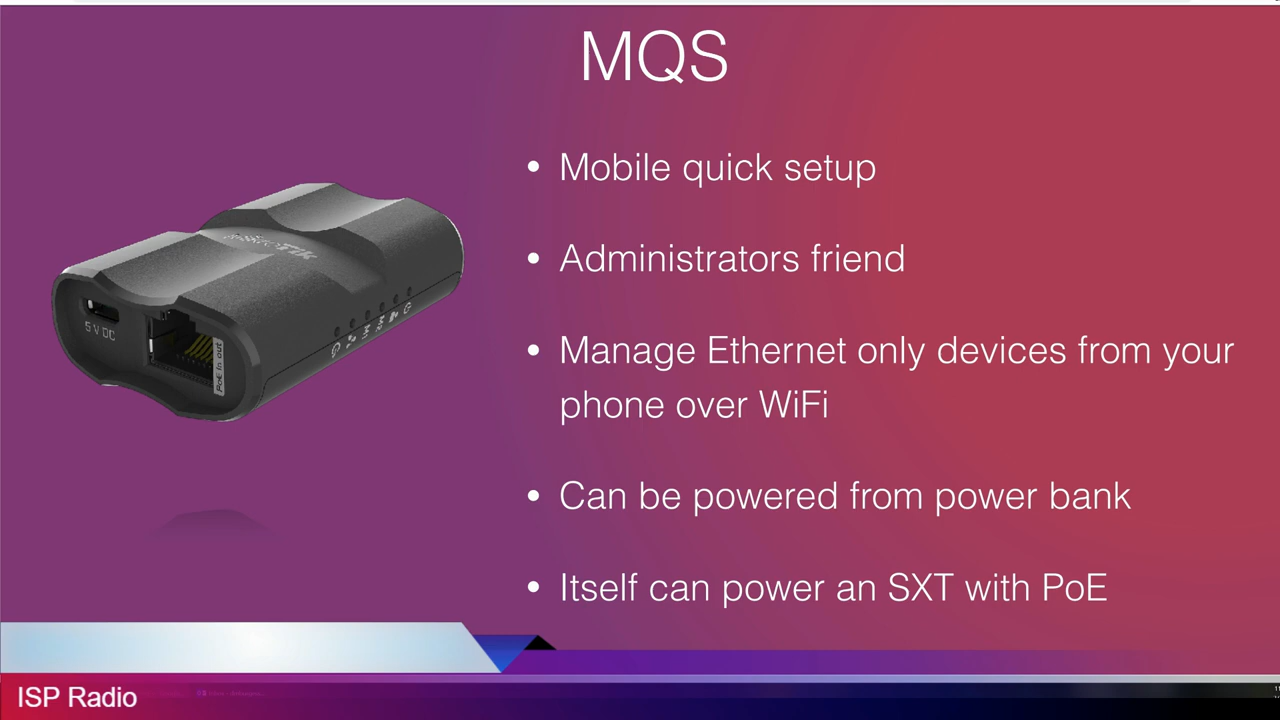 MQS
• Mobile quick setup
• Administrators friend
• Manage Ethernet only devices from your
phone over WiFi
• Can be powered from power bank
• Itself can power an SXT with PoE
MikroTik
5 V DC
PoE in out
ISP Radio